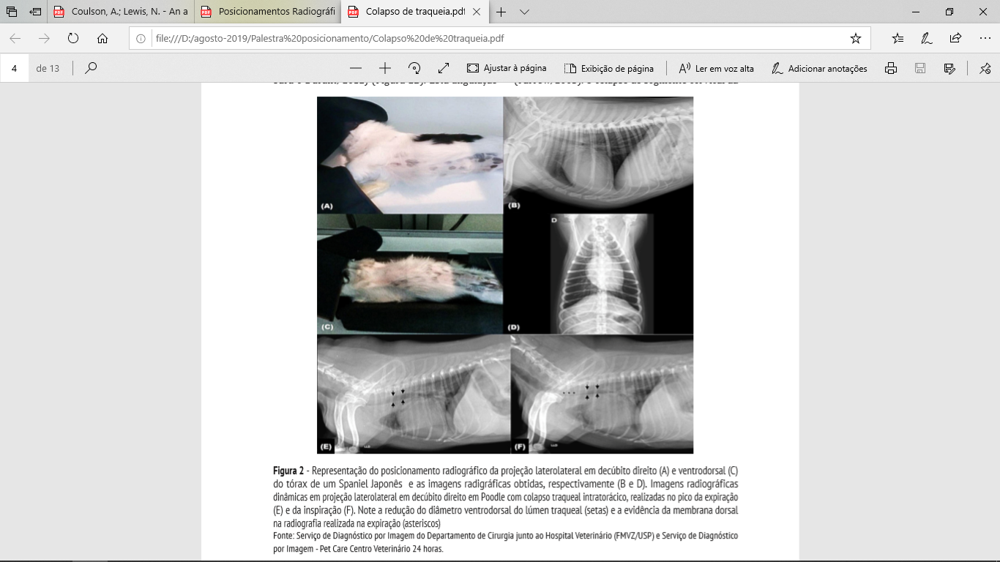 Coulson, A.; Lewis, N. - An a
Posicionamentos Radiográfi
Colapso de traqueia.pdf
file:///D:/agosto-2019/Palestra%20posicionamento/Colapso%20de%20traqueia.pdf
4 de 13
Ajustar à página
Exibição de página
Ler em voz alta
Adicionar anotações
(A)
(B)
D
(C)
(D)
(E)
(F)
Figura 2 - Representação do posicionamento radiográfico da projeção laterolateral em decúbito direito (A) e ventrodorsal (C)
do tórax de um Spaniel Japonês e as imagens radigráficas obtidas, respectivamente (B e D). Imagens radiográficas
dinâmicas em projeção laterolateral em decúbito direito em Poodle com colapso traqueal intratorácico, realizadas no pico da expiração
(E) e da inspiração (F). Note a redução do diâmetro ventrodorsal do lúmen traqueal (setas) e a evidência da membrana dorsal
na radiografia realizada na expiração (asteriscos)
Fonte: Serviço de Diagnóstico por Imagem do Departamento de Cirurgia junto ao Hospital Veterinário (FMVZ/USP) e Serviço de Diagnóstico
por Imagem - Pet Care Centro Veterinário 24 horas.